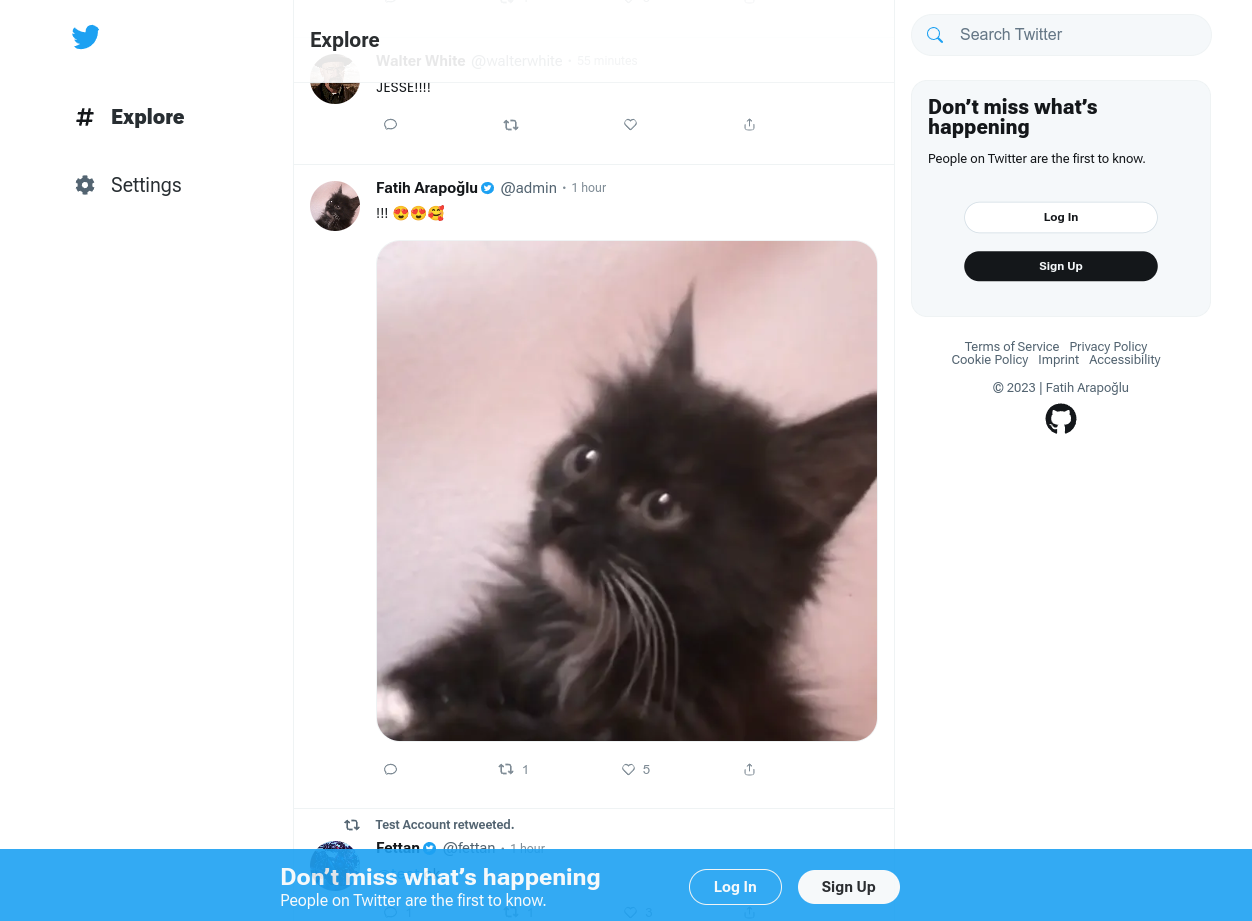 Explore
Settings
Explore
Walter White @walterwhite · 55 minutes
JESSE!!!!
Fatih Arapoğlu @admin · 1 hour
!!! 😍😍🥰
1
5
Test Account retweeted.
Fettan @fettan · 1 hour
1
1
3
Search Twitter
Don’t miss what’s
happening
People on Twitter are the first to know.
Log In
Sign Up
Terms of Service Privacy Policy
Cookie Policy Imprint Accessibility
© 2023 | Fatih Arapoğlu
Don’t miss what’s happening
People on Twitter are the first to know.
Log In
Sign Up